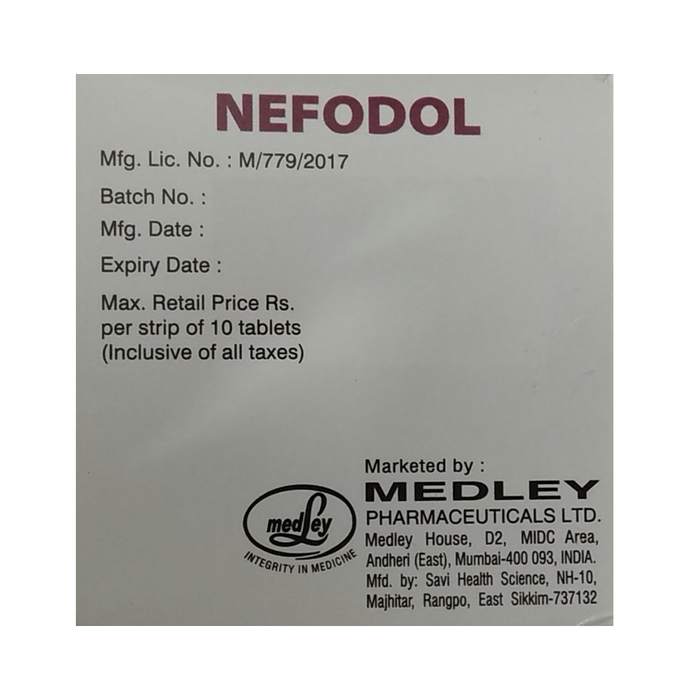 NEFODOL
Mfg. Lic. No. : M/779/2017
Batch No. :
Mfg. Date :
Expiry Date :
Max. Retail Price Rs.
per strip of 10 tablets
(Inclusive of all taxes)
medley
INTEGRITY IN MEDICINE
Marketed by :
MEDLEY
PHARMACEUTICALS LTD.
Medley House, D2, MIDC Area,
Andheri (East), Mumbai-400 093, INDIA.
Mfd. by: Savi Health Science, NH-10,
Majhitar, Rangpo, East Sikkim-737132